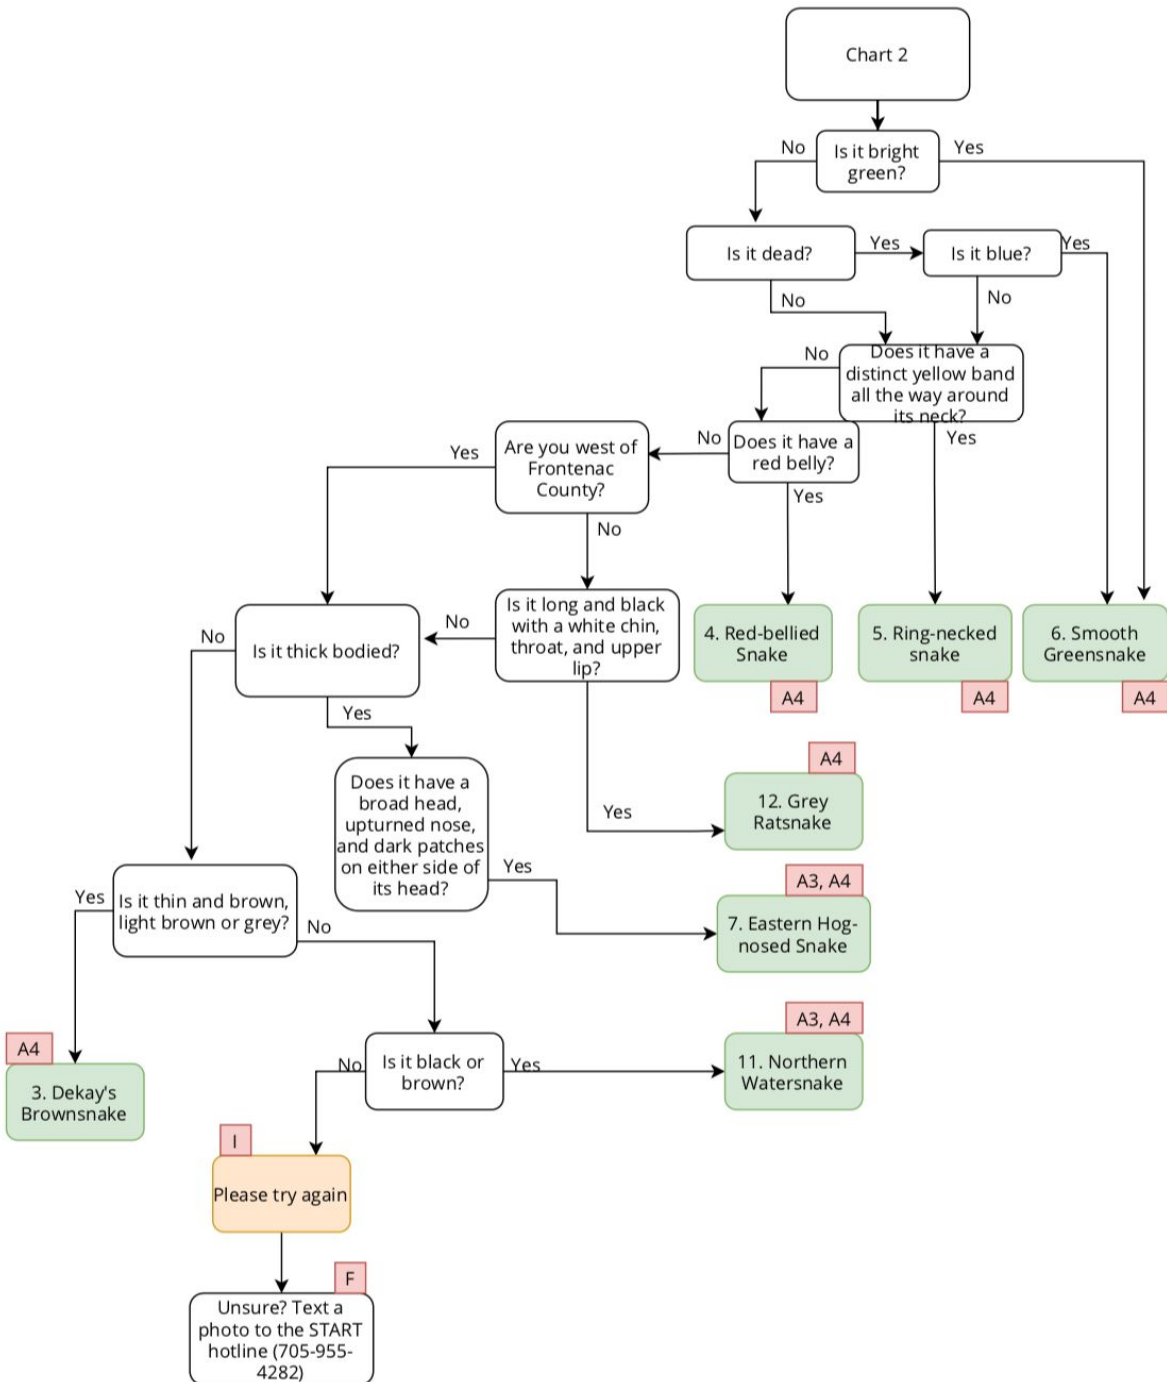 Chart 2
No
Is it bright
green?
Yes
Is it dead?
Yes
Is it blue?
Yes
No
No
No
Does it have a
distinct yellow band
all the way around
its neck?
Yes
Yes
Are you west of
Frontenac
County?
No
Does it have a
red belly?
Yes
No
No
Is it thick bodied?
No
Is it long and black
with a white chin,
throat, and upper
lip?
4. Red-bellied
Snake
5. Ring-necked
snake
6. Smooth
Greensnake
A4
A4
A4
Yes
Does it have a
broad head,
upturned nose,
and dark patches
on either side of
its head?
Yes
A4
12. Grey
Ratsnake
Yes
A3, A4
7. Eastern Hog-
nosed Snake
Yes
Is it thin and brown,
light brown or grey?
No
A4
3. Dekay's
Brownsnake
No
Is it black or
brown?
Yes
A3, A4
11. Northern
Watersnake
I
Please try again
F
Unsure? Text a
photo to the START
hotline (705-955-
4282)